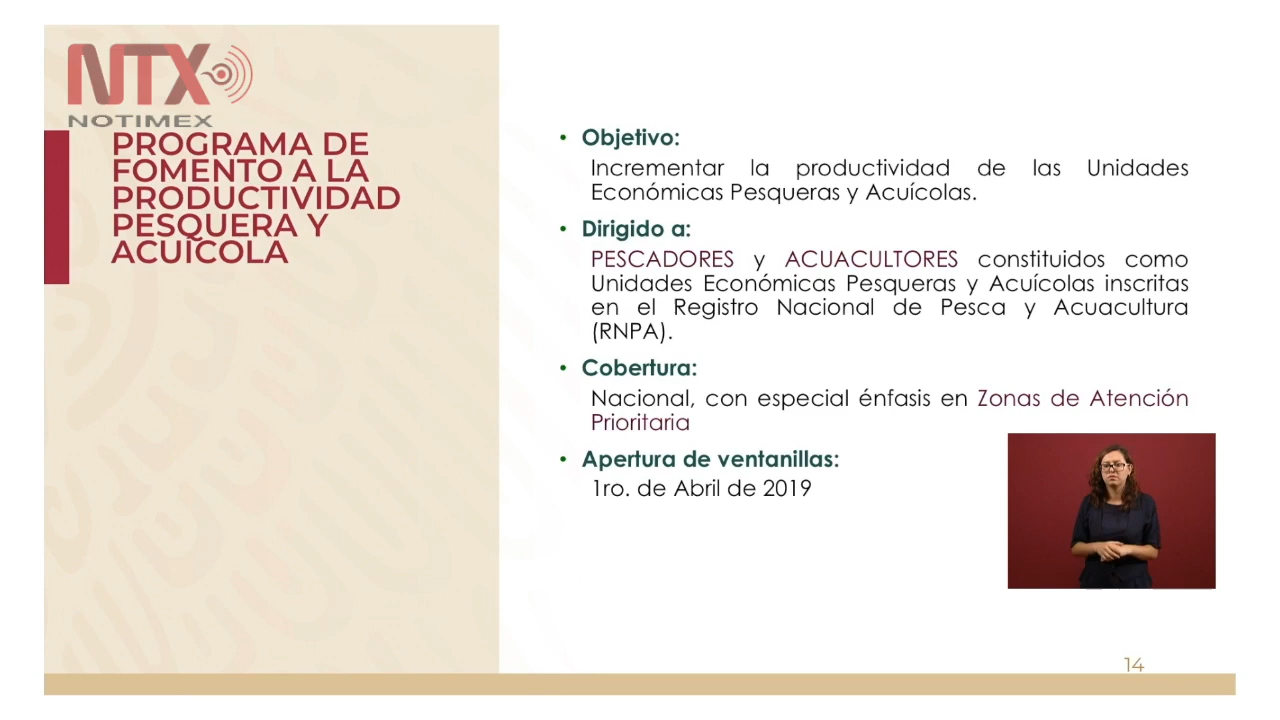 NTX
NOTIMEX
PROGRAMA DE
FOMENTO A LA
PRODUCTIVIDAD
PESQUERA Y
ACUÍCOLA
• Objetivo:
Incrementar la productividad de las Unidades
Económicas Pesqueras y Acuícolas.
• Dirigido a:
PESCADORES y ACUACULTORES constituidos como
Unidades Económicas Pesqueras y Acuícolas inscritas
en el Registro Nacional de Pesca y Acuacultura
(RNPA).
• Cobertura:
Nacional, con especial énfasis en Zonas de Atención
Prioritaria
• Apertura de ventanillas:
1ro. de Abril de 2019
14